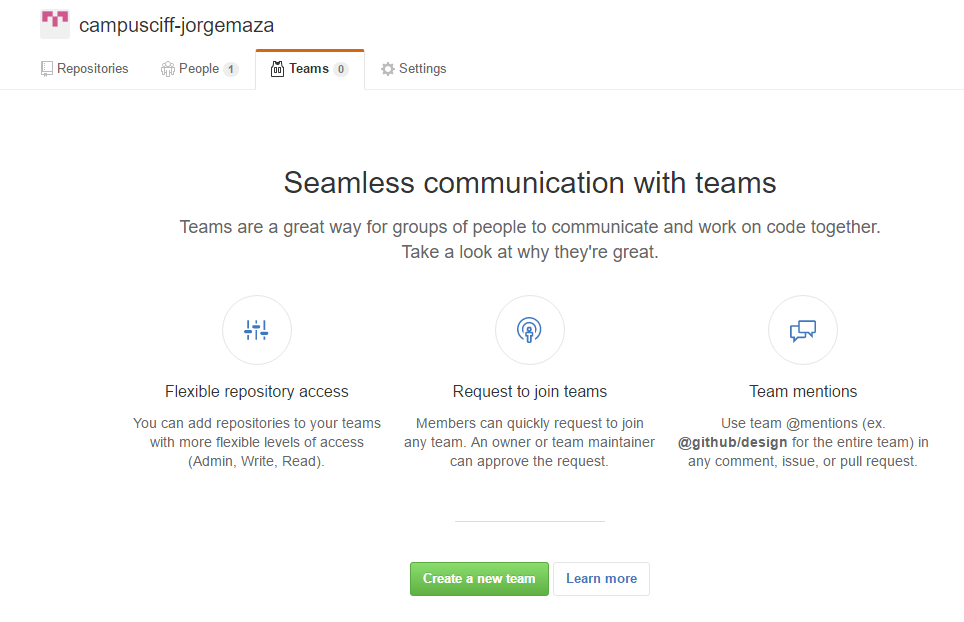 campusciff-jorgemaza
Repositories People 1 Teams 0 Settings
Seamless communication with teams
Teams are a great way for groups of people to communicate and work on code together.
Take a look at why they're great.
Flexible repository access
You can add repositories to your teams
with more flexible levels of access
(Admin, Write, Read).
Request to join teams
Members can quickly request to join
any team. An owner or team maintainer
can approve the request.
Team mentions
Use team @mentions (ex.
@github/design for the entire team) in
any comment, issue, or pull request.
Create a new team Learn more